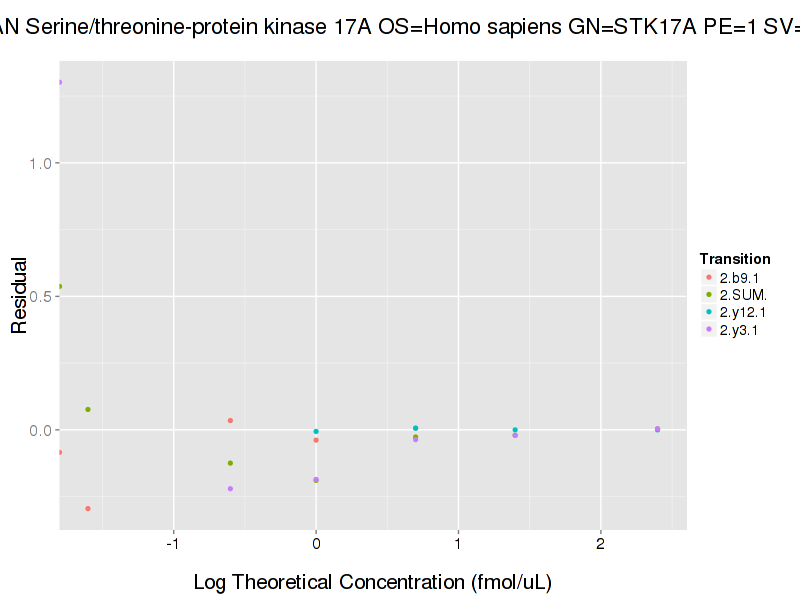 Serine/threonine-protein kinase 17A OS=Homo sapiens GN=STK17A PE=1 SV=
1.0
0.5
0.0
Residual
-1
0
1
2
Log Theoretical Concentration (fmol/uL)
Transition
2.b9.1
2.SUM.
2.y12.1
2.y3.1